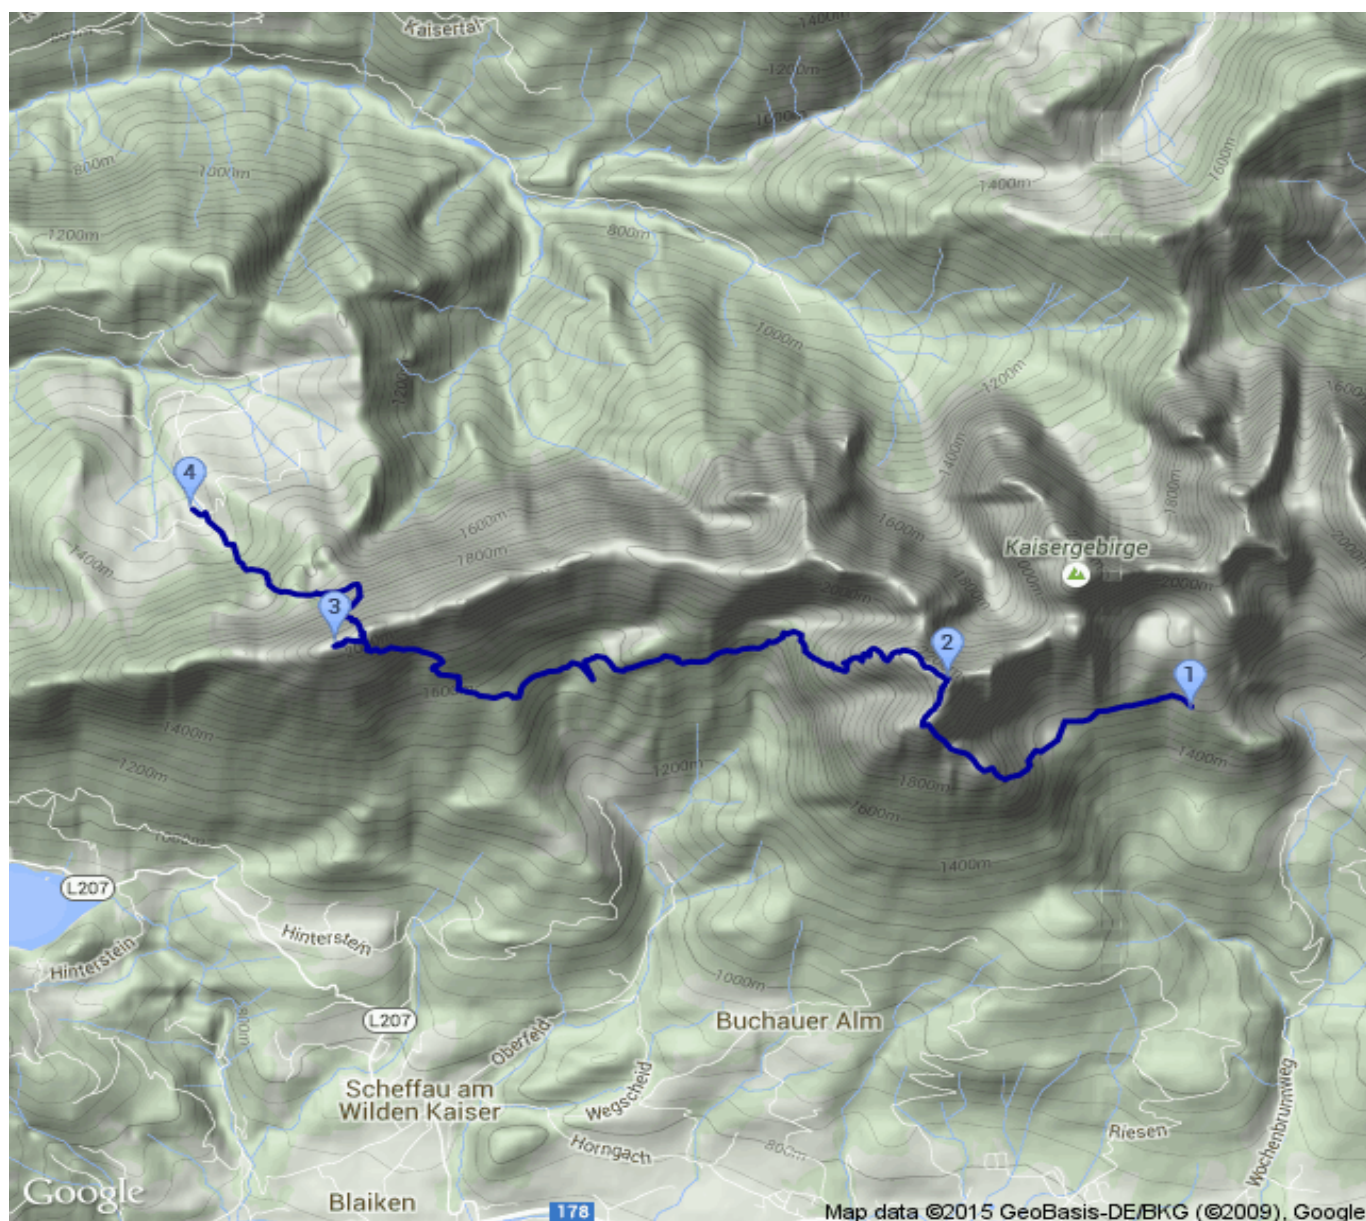 Kaisertal
1400m
1200m
800m
1000m
1600m
1400m
1200m
800m
1000m
1200m
1200m
1600m
1400m
1800m
4
1600m
1600m
1800m
Kaisergebirge
1800m
2000m
2000m
3
2
1
1600m
1400m
1400m
1200m
1200m
1800m
1600m
1400m
1000m
L207
Hinterstein
Hinterstein
1000m
L207
Buchauer Alm
800m
Oberfeld
Scheffau am
Wilden Kaiser
Wegscheid
Riesen
Wochenbrunnweg
Horngach
800m
Google
Blaiken
178
Map data ©2015 GeoBasis-DE/BKG (©2009), Google